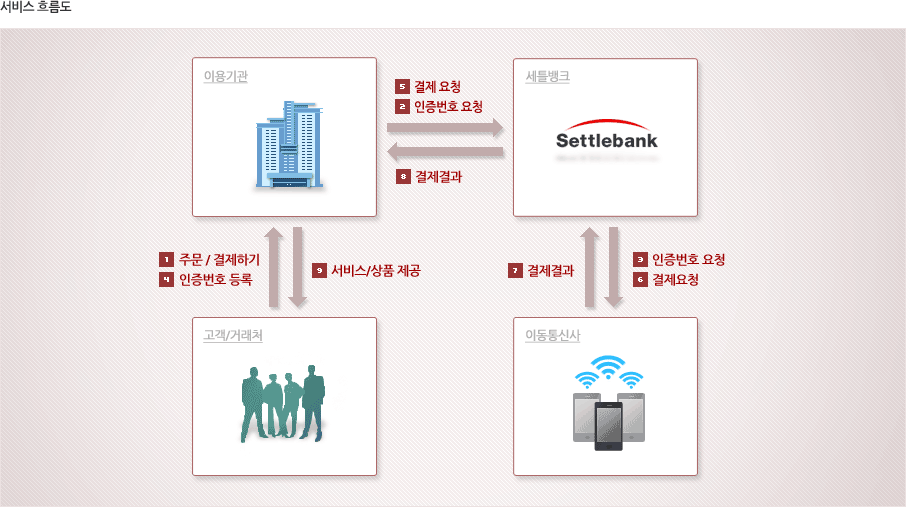 서비스 흐름도
이용기관
5 결제 요청
2 인증번호 요청
8 결제결과
세틀뱅크
Settlebank
1 주문 / 결제하기
4 인증번호 등록
9 서비스/상품 제공
7 결제결과
3 인증번호 요청
6 결제요청
고객/거래처
이동통신사